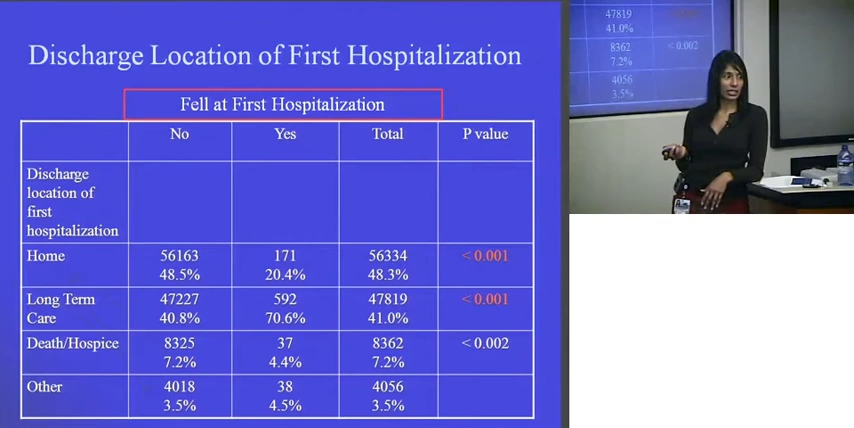 Discharge Location of First Hospitalization
Fell at First Hospitalization
No Yes Total P value
Discharge
location of
first
hospitalization
Home 56163 171 56334 < 0.001
48.5% 20.4% 48.3%
Long Term 47227 592 47819 < 0.001
Care 40.8% 70.6% 41.0%
Death/Hospice 8325 37 8362 < 0.002
7.2% 4.4% 7.2%
Other 4018 38 4056
3.5% 4.5% 3.5%
47819
41.0%
8362 < 0.002
7.2%
4056
3.5%